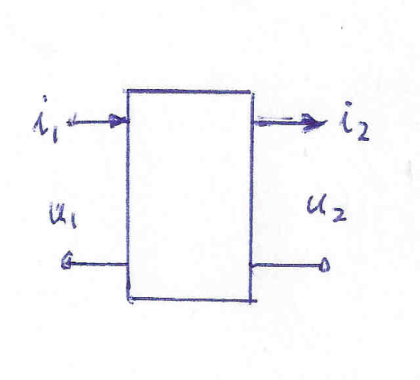 i₁ i₂
u₁ u₂